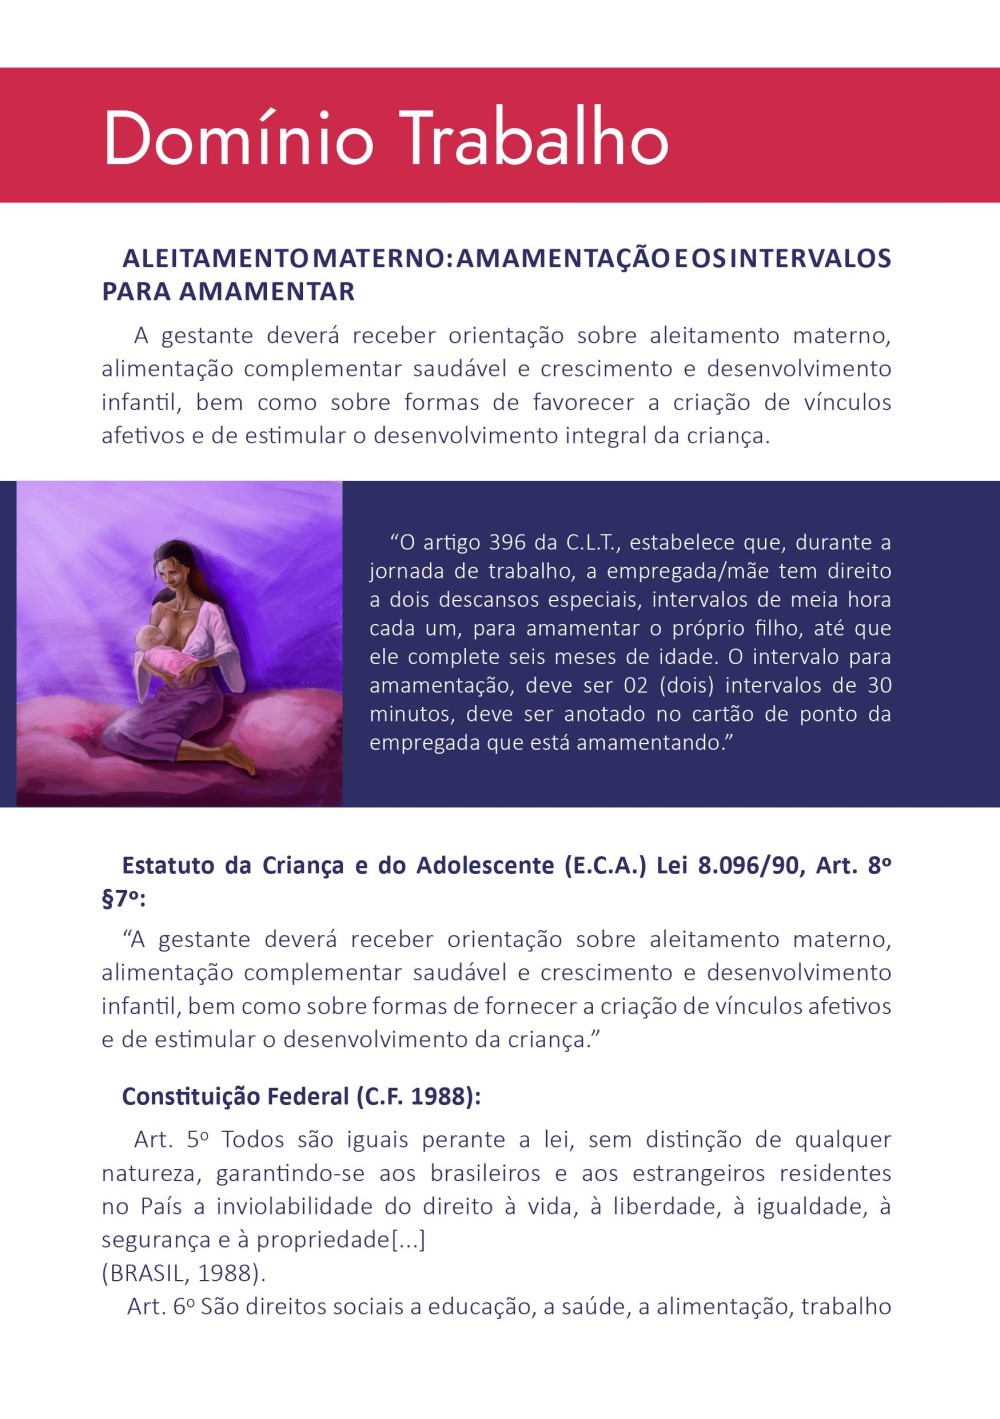 Domínio Trabalho
ALEITAMENTO MATERNO: AMAMENTAÇÃO E OS INTERVALOS
PARA AMAMENTAR
A gestante deverá receber orientação sobre aleitamento materno,
alimentação complementar saudável e crescimento e desenvolvimento
infantil, bem como sobre formas de favorecer a criação de vínculos
afetivos e de estimular o desenvolvimento integral da criança.
“O artigo 396 da C.L.T., estabelece que, durante a
jornada de trabalho, a empregada/mãe tem direito
a dois descansos especiais, intervalos de meia hora
cada um, para amamentar o próprio filho, até que
ele complete seis meses de idade. O intervalo para
amamentação, deve ser 02 (dois) intervalos de 30
minutos, deve ser anotado no cartão de ponto da
empregada que está amamentando.”
Estatuto da Criança e do Adolescente (E.C.A.) Lei 8.096/90, Art. 8º
§7º:
“A gestante deverá receber orientação sobre aleitamento materno,
alimentação complementar saudável e crescimento e desenvolvimento
infantil, bem como sobre formas de fornecer a criação de vínculos afetivos
e de estimular o desenvolvimento da criança.”
Constituição Federal (C.F. 1988):
Art. 5º Todos são iguais perante a lei, sem distinção de qualquer
natureza, garantindo-se aos brasileiros e aos estrangeiros residentes
no País a inviolabilidade do direito à vida, à liberdade, à igualdade, à
segurança e à propriedade[...]
(BRASIL, 1988).
Art. 6º São direitos sociais a educação, a saúde, a alimentação, trabalho